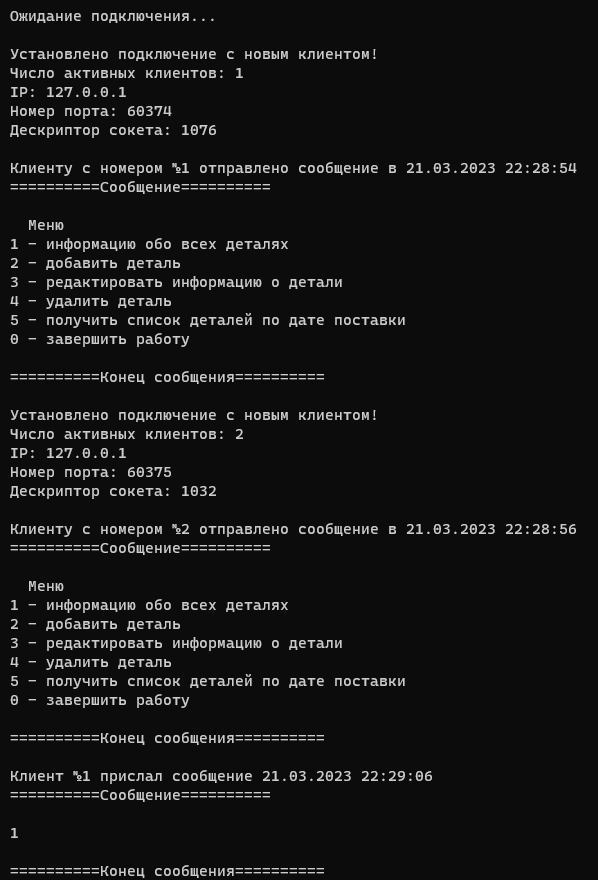 Ожидание подключения...
Установлено подключение с новым клиентом!
Число активных клиентов: 1
IP: 127.0.0.1
Номер порта: 60374
Дескриптор сокета: 1076
Клиенту с номером %1 отправлено сообщение в 21.03.2023 22:28:54
==========Сообщение==========
Меню
1 - информацию обо всех деталях
2 - добавить деталь
3 - редактировать информацию о детали
4 - удалить деталь
5 - получить список деталей по дате поставки
0 - завершить работу
==========Конец сообщения==========
Установлено подключение с новым клиентом!
Число активных клиентов: 2
IP: 127.0.0.1
Номер порта: 60375
Дескриптор сокета: 1032
Клиенту с номером %2 отправлено сообщение в 21.03.2023 22:28:56
==========Сообщение==========
Меню
1 - информацию обо всех деталях
2 - добавить деталь
3 - редактировать информацию о детали
4 - удалить деталь
5 - получить список деталей по дате поставки
0 - завершить работу
==========Конец сообщения==========
Клиент %1 прислал сообщение 21.03.2023 22:29:06
==========Сообщение==========
1
==========Конец сообщения==========